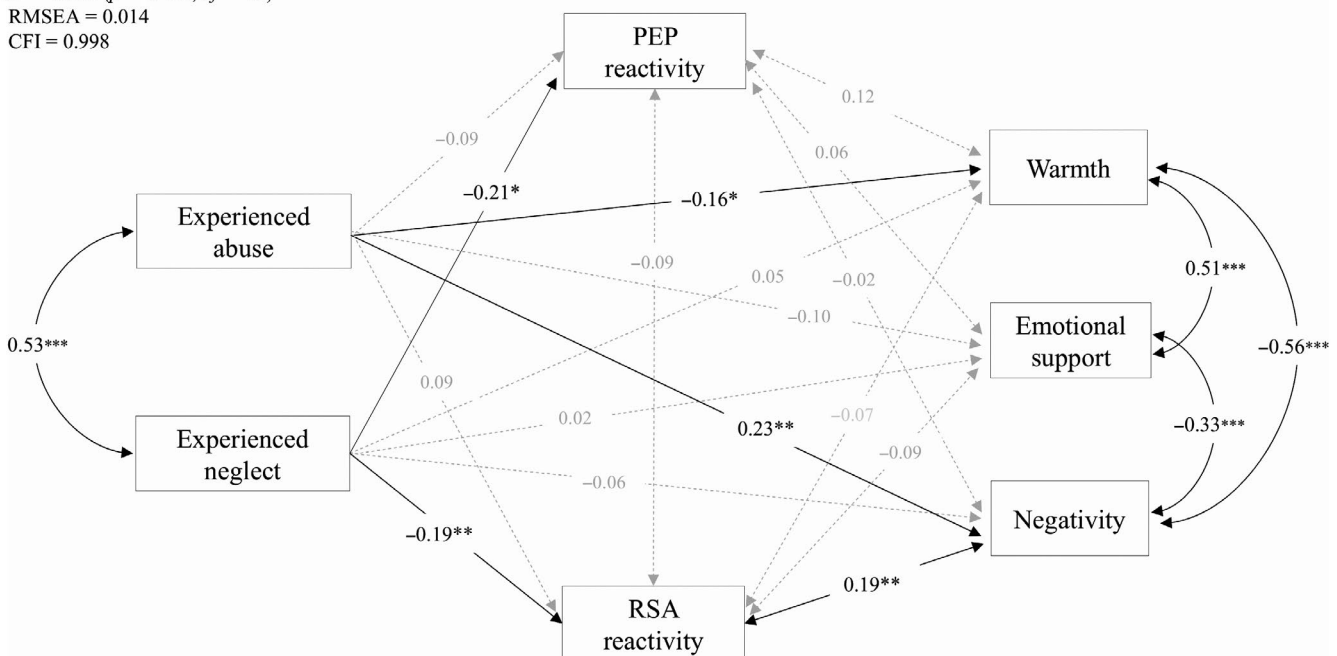 RMSEA = 0.014
CFI = 0.998
PEP
reactivity
0.12
−0.09
0.06
Warmth
−0.21*
−0.16*
Experienced
abuse
−0.09
0.05
−0.02
0.51***
−0.10
Emotional
support
0.53***
−0.56***
0.09
0.02
−0.07
0.23**
−0.33***
Experienced
neglect
−0.09
−0.06
Negativity
−0.19**
0.19**
RSA
reactivity